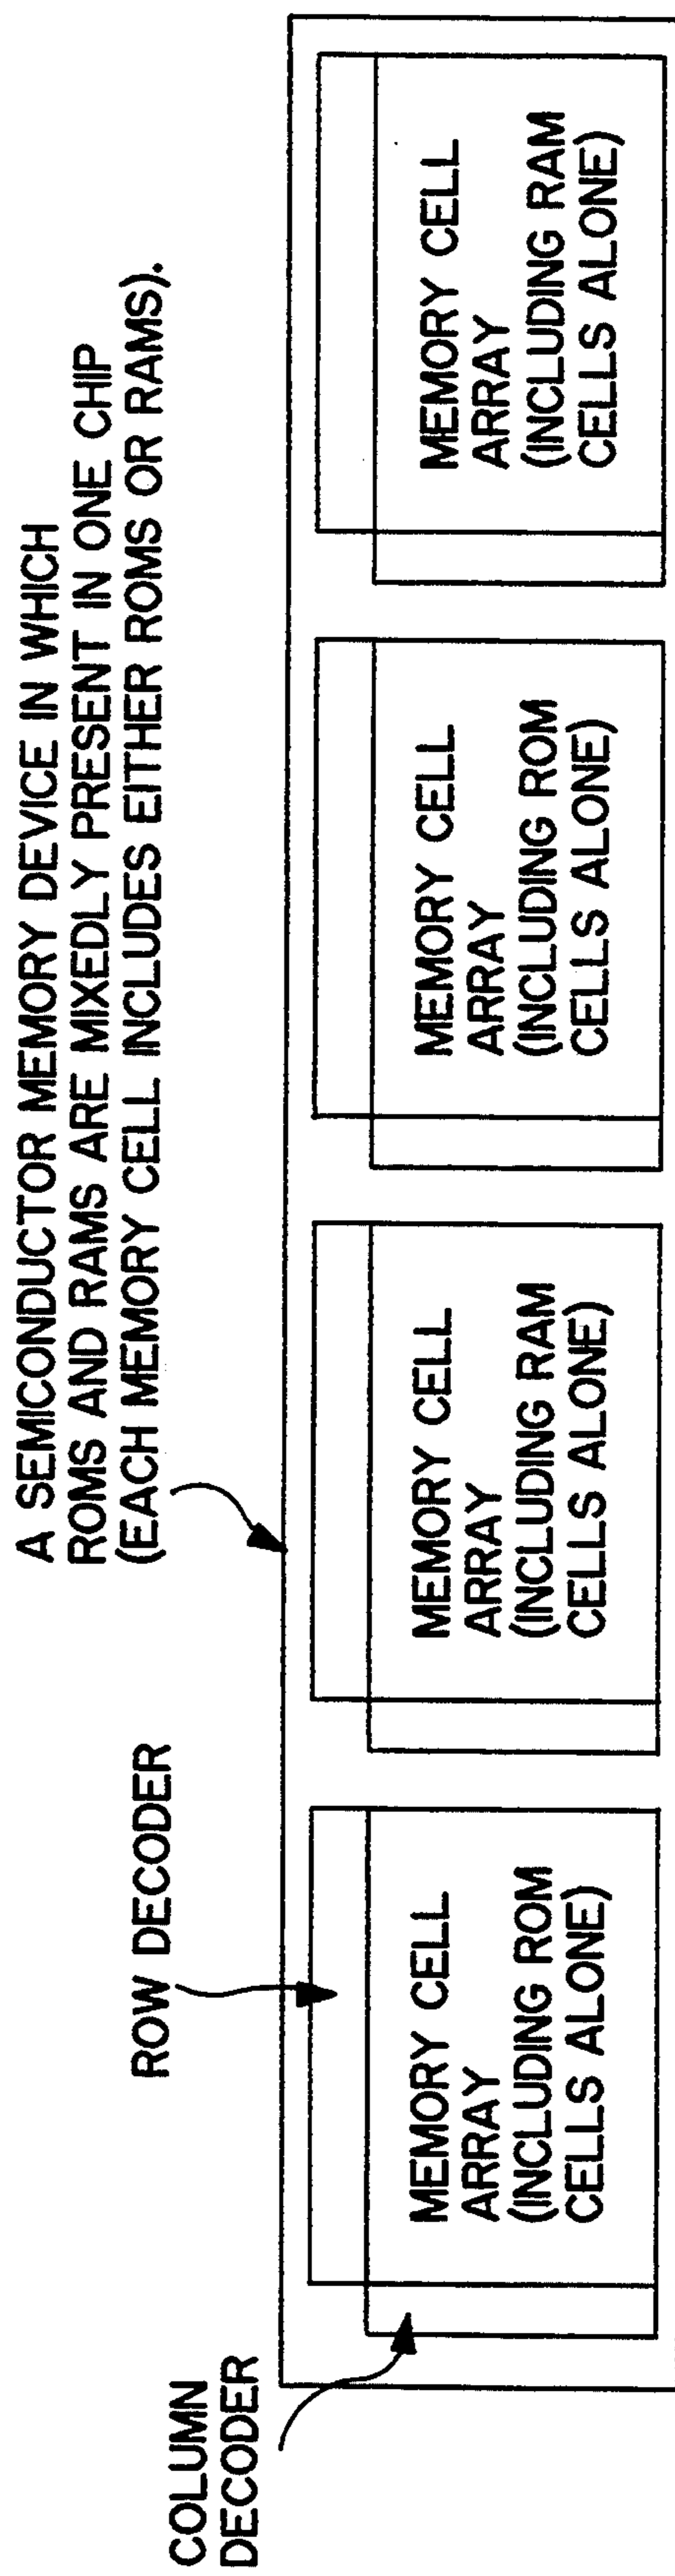 A SEMICONDUCTOR MEMORY DEVICE IN WHICH
ROMS AND RAMS ARE MIXEDLY PRESENT IN ONE CHIP
(EACH MEMORY CELL INCLUDES EITHER ROMS OR RAMS).
ROW DECODER
COLUMN
DECODER
MEMORY CELL
ARRAY
(INCLUDING ROM
CELLS ALONE)
MEMORY CELL
ARRAY
(INCLUDING RAM
CELLS ALONE)
MEMORY CELL
ARRAY
(INCLUDING ROM
CELLS ALONE)
MEMORY CELL
ARRAY
(INCLUDING RAM
CELLS ALONE)